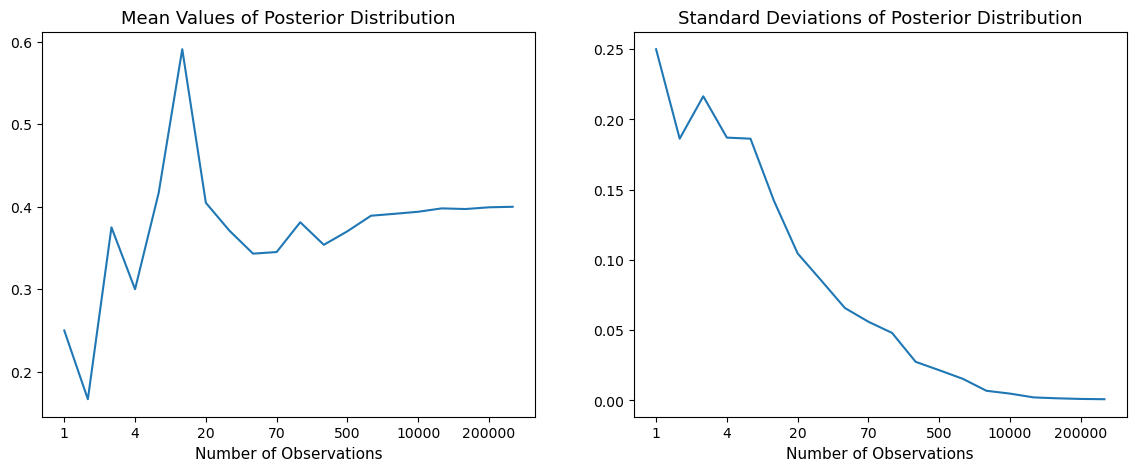 Mean Values of Posterior Distribution
0.6
0.5
0.4
0.3
0.2
1 4 20 70 500 10000 200000
Number of Observations
Standard Deviations of Posterior Distribution
0.25
0.20
0.15
0.10
0.05
0.00
1 4 20 70 500 10000 200000
Number of Observations